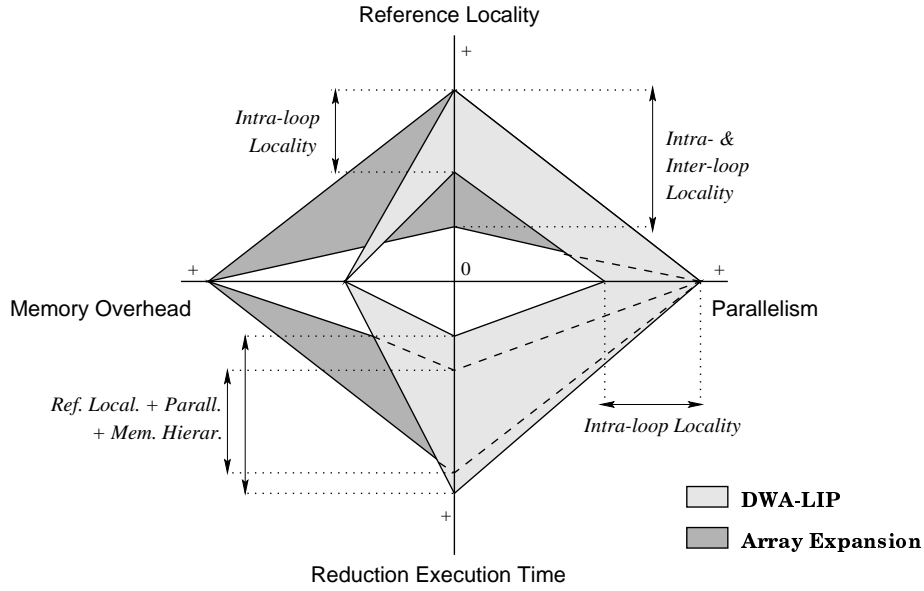 Reference Locality
+
Intra-loop
Locality
Intra- &
Inter-loop
Locality
+
0
+
Memory Overhead
Parallelism
Ref. Local. + Parall.
+ Mem. Hierar.
Intra-loop Locality
DWA-LIP
+
Array Expansion
Reduction Execution Time